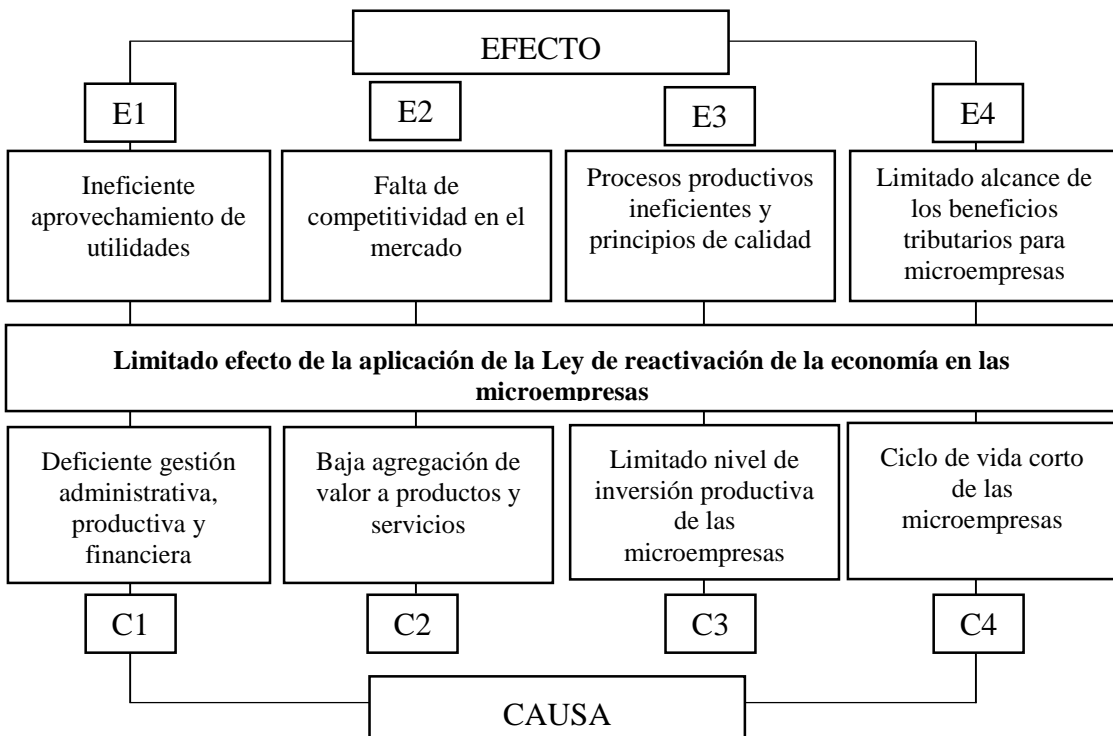 EFECTO
E1
E2
E3
E4
Ineficiente
aprovechamiento de
utilidades
Falta de
competitividad en el
mercado
Procesos productivos
ineficientes y
principios de calidad
Limitado alcance de
los beneficios
tributarios para
microempresas
Limitado efecto de la aplicación de la Ley de reactivación de la economía en las
microempresas
Deficiente gestión
administrativa,
productiva y
financiera
Baja agregación de
valor a productos y
servicios
Limitado nivel de
inversión productiva
de las
microempresas
Ciclo de vida corto
de las
microempresas
C1
C2
C3
C4
CAUSA